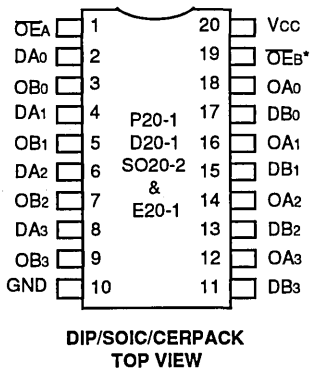 O̅E̅A 1 20 Vcc
DA0 2 19 O̅E̅B*
OB0 3 18 OA0
DA1 4 17 DB0
OB1 5 16 OA1
DA2 6 15 DB1
OB2 7 14 OA2
DA3 8 13 DB2
OB3 9 12 OA3
GND 10 11 DB3
P20-1
D20-1
SO20-2
&
E20-1
DIP/SOIC/CERPACK
TOP VIEW